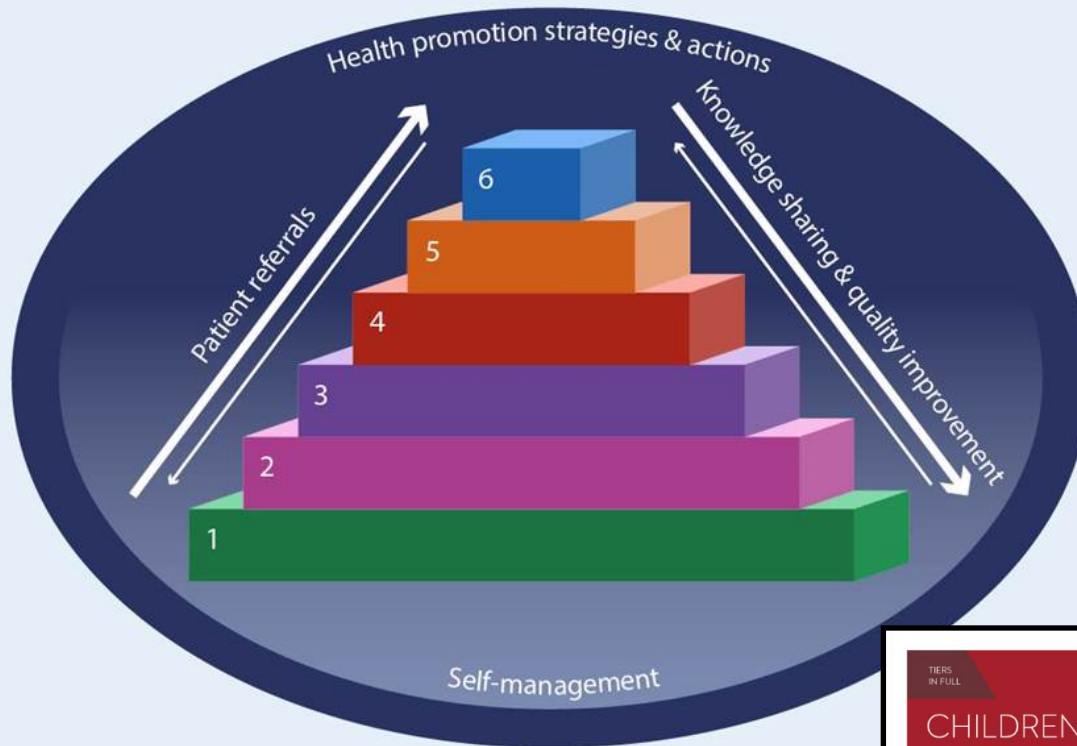 Health promotion strategies & actions
Patient referrals
Knowledge sharing & quality improvement
6
5
4
3
2
1
Self-management
TIERS
IN FULL
CHILDREN